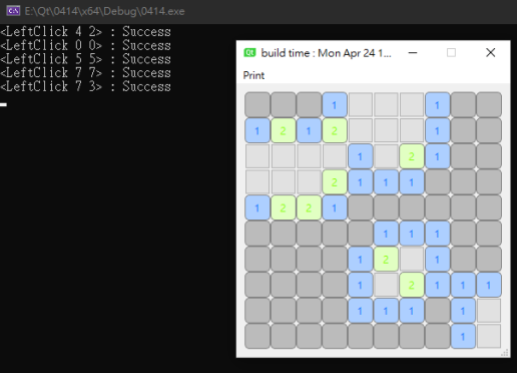 E:\Qt\0414\x64\Debug\0414.exe
<LeftClick 4 2> : Success
<LeftClick 0 0> : Success
<LeftClick 5 5> : Success
<LeftClick 7 7> : Success
<LeftClick 7 3> : Success
build time : Mon Apr 24 1...
Print
1 1
1 2 1 2 1
1 2 1
2 1 1 1
1 2 2 1
1 1 1
1 2 1
1 2 1 1 1
1 1 1 1
1